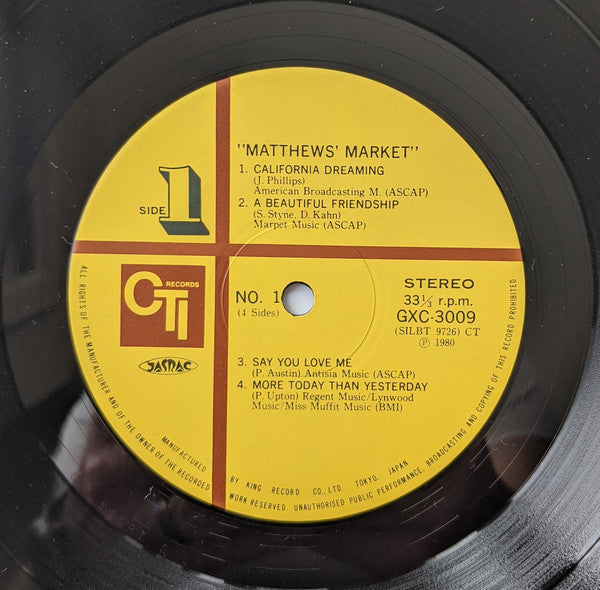 "MATTHEWS' MARKET"
1. CALIFORNIA DREAMING
(J. Phillips)
American Broadcasting M. (ASCAP)
2. A BEAUTIFUL FRIENDSHIP
(S. Styne, D. Kahn)
Marpet Music (ASCAP)
SIDE 1
CTI RECORDS
JASRAC
NO. 1
(4 Sides)
STEREO
33⅓ r.p.m.
GXC-3009
(SILBT 9726) CT
Ⓟ 1980
3. SAY YOU LOVE ME
(P. Austin) Antisia Music (ASCAP)
4. MORE TODAY THAN YESTERDAY
(P. Upton) Regent Music/Lynwood
Music/Miss Muffit Music (BMI)
MANUFACTURED BY KING RECORD CO., LTD. TOKYO, JAPAN
ALL RIGHTS OF THE MANUFACTURER AND OF THE OWNER OF THE RECORDED WORK RESERVED. UNAUTHORISED PUBLIC PERFORMANCE, BROADCASTING AND COPYING OF THIS RECORD PROHIBITED